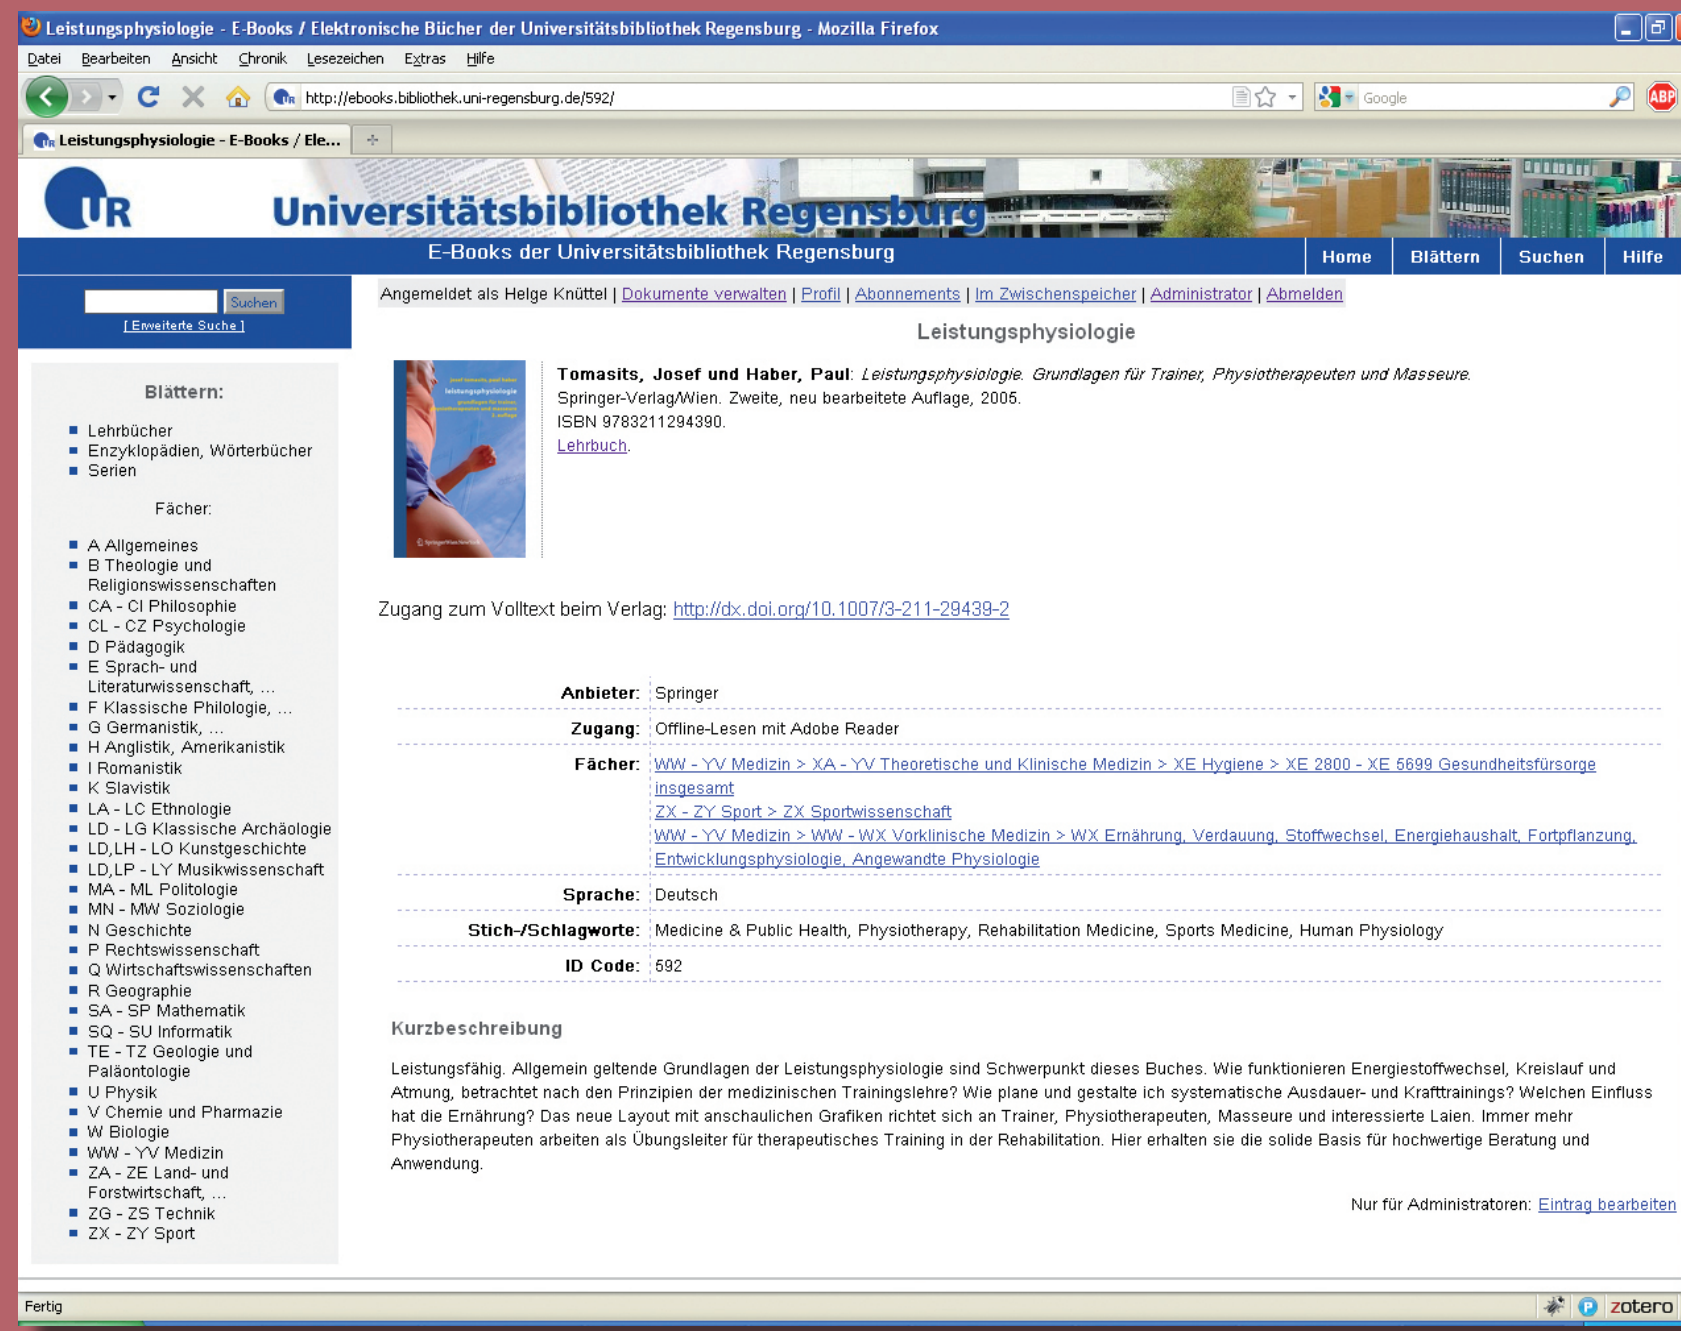 Leistungsphysiologie - E-Books / Elektronische Bücher der Universitätsbibliothek Regensburg - Mozilla Firefox
Datei Bearbeiten Ansicht Chronik Lesezeichen Extras Hilfe
http://ebooks.bibliothek.uni-regensburg.de/592/
Google
ABP
Leistungsphysiologie - E-Books / Ele...
UR
Universitätsbibliothek Regensburg
E-Books der Universitätsbibliothek Regensburg
Home Blättern Suchen Hilfe
Suchen
[ Erweiterte Suche ]
Angemeldet als Helge Knüttel | Dokumente verwalten | Profil | Abonnements | Im Zwischenspeicher | Administrator | Abmelden
Leistungsphysiologie
josef tomasits, paul haber
leistungsphysiologie
grundlagen für trainer,
physiotherapeuten und masseure
2. auflage
SpringerWienNewYork
Tomasits, Josef und Haber, Paul: Leistungsphysiologie. Grundlagen für Trainer, Physiotherapeuten und Masseure.
Springer-Verlag/Wien. Zweite, neu bearbeitete Auflage, 2005.
ISBN 9783211294390.
Lehrbuch.
Zugang zum Volltext beim Verlag: http://dx.doi.org/10.1007/3-211-29439-2
Anbieter: Springer
Zugang: Offline-Lesen mit Adobe Reader
Fächer: WW - YV Medizin > XA - YV Theoretische und Klinische Medizin > XE Hygiene > XE 2800 - XE 5699 Gesundheitsfürsorge
insgesamt
ZX - ZY Sport > ZX Sportwissenschaft
WW - YV Medizin > WW - WX Vorklinische Medizin > WX Ernährung, Verdauung, Stoffwechsel, Energiehaushalt, Fortpflanzung,
Entwicklungsphysiologie, Angewandte Physiologie
Sprache: Deutsch
Stich-/Schlagworte: Medicine & Public Health, Physiotherapy, Rehabilitation Medicine, Sports Medicine, Human Physiology
ID Code: 592
Kurzbeschreibung
Leistungsfähig. Allgemein geltende Grundlagen der Leistungsphysiologie sind Schwerpunkt dieses Buches. Wie funktionieren Energiestoffwechsel, Kreislauf und
Atmung, betrachtet nach den Prinzipien der medizinischen Trainingslehre? Wie plane und gestalte ich systematische Ausdauer- und Krafttrainings? Welchen Einfluss
hat die Ernährung? Das neue Layout mit anschaulichen Grafiken richtet sich an Trainer, Physiotherapeuten, Masseure und interessierte Laien. Immer mehr
Physiotherapeuten arbeiten als Übungsleiter für therapeutisches Training in der Rehabilitation. Hier erhalten sie die solide Basis für hochwertige Beratung und
Anwendung.
Nur für Administratoren: Eintrag bearbeiten
Blättern:
Lehrbücher
Enzyklopädien, Wörterbücher
Serien
Fächer:
A Allgemeines
B Theologie und
Religionswissenschaften
CA - CI Philosophie
CL - CZ Psychologie
D Pädagogik
E Sprach- und
Literaturwissenschaft, ...
F Klassische Philologie, ...
G Germanistik, ...
H Anglistik, Amerikanistik
I Romanistik
K Slavistik
LA - LC Ethnologie
LD - LG Klassische Archäologie
LD,LH - LO Kunstgeschichte
LD,LP - LY Musikwissenschaft
MA - ML Politologie
MN - MW Soziologie
N Geschichte
P Rechtswissenschaft
Q Wirtschaftswissenschaften
R Geographie
SA - SP Mathematik
SQ - SU Informatik
TE - TZ Geologie und
Paläontologie
U Physik
V Chemie und Pharmazie
W Biologie
WW - YV Medizin
ZA - ZE Land- und
Forstwirtschaft, ...
ZG - ZS Technik
ZX - ZY Sport
Fertig
zotero